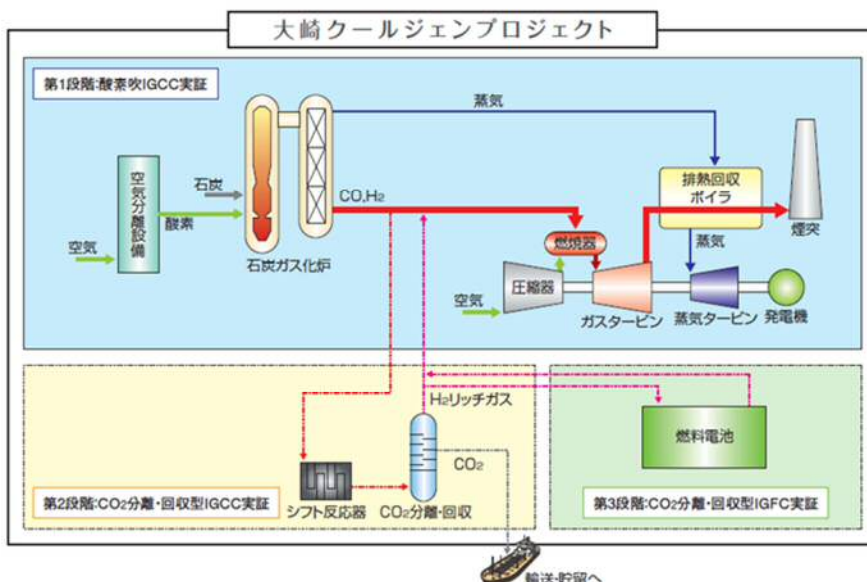 大崎クールジェンプロジェクト
第1段階:酸素吹IGCC実証
蒸気
空気分離設備
石炭
酸素
空気
石炭ガス化炉
CO,H₂
排熱回収
ボイラ
煙突
燃焼器
蒸気
圧縮器
空気
ガスタービン
蒸気タービン
発電機
H₂リッチガス
CO₂
シフト反応器
CO₂分離・回収
第2段階:CO₂分離・回収型IGCC実証
燃料電池
第3段階:CO₂分離・回収型IGFC実証
輸送・貯留へ